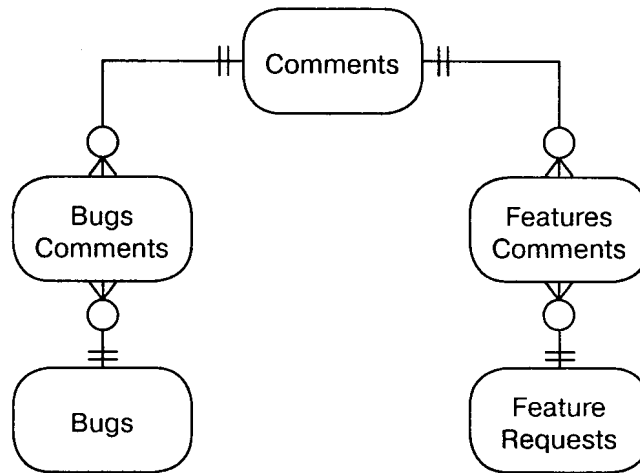 Comments
Bugs
Comments
Features
Comments
Bugs
Feature
Requests